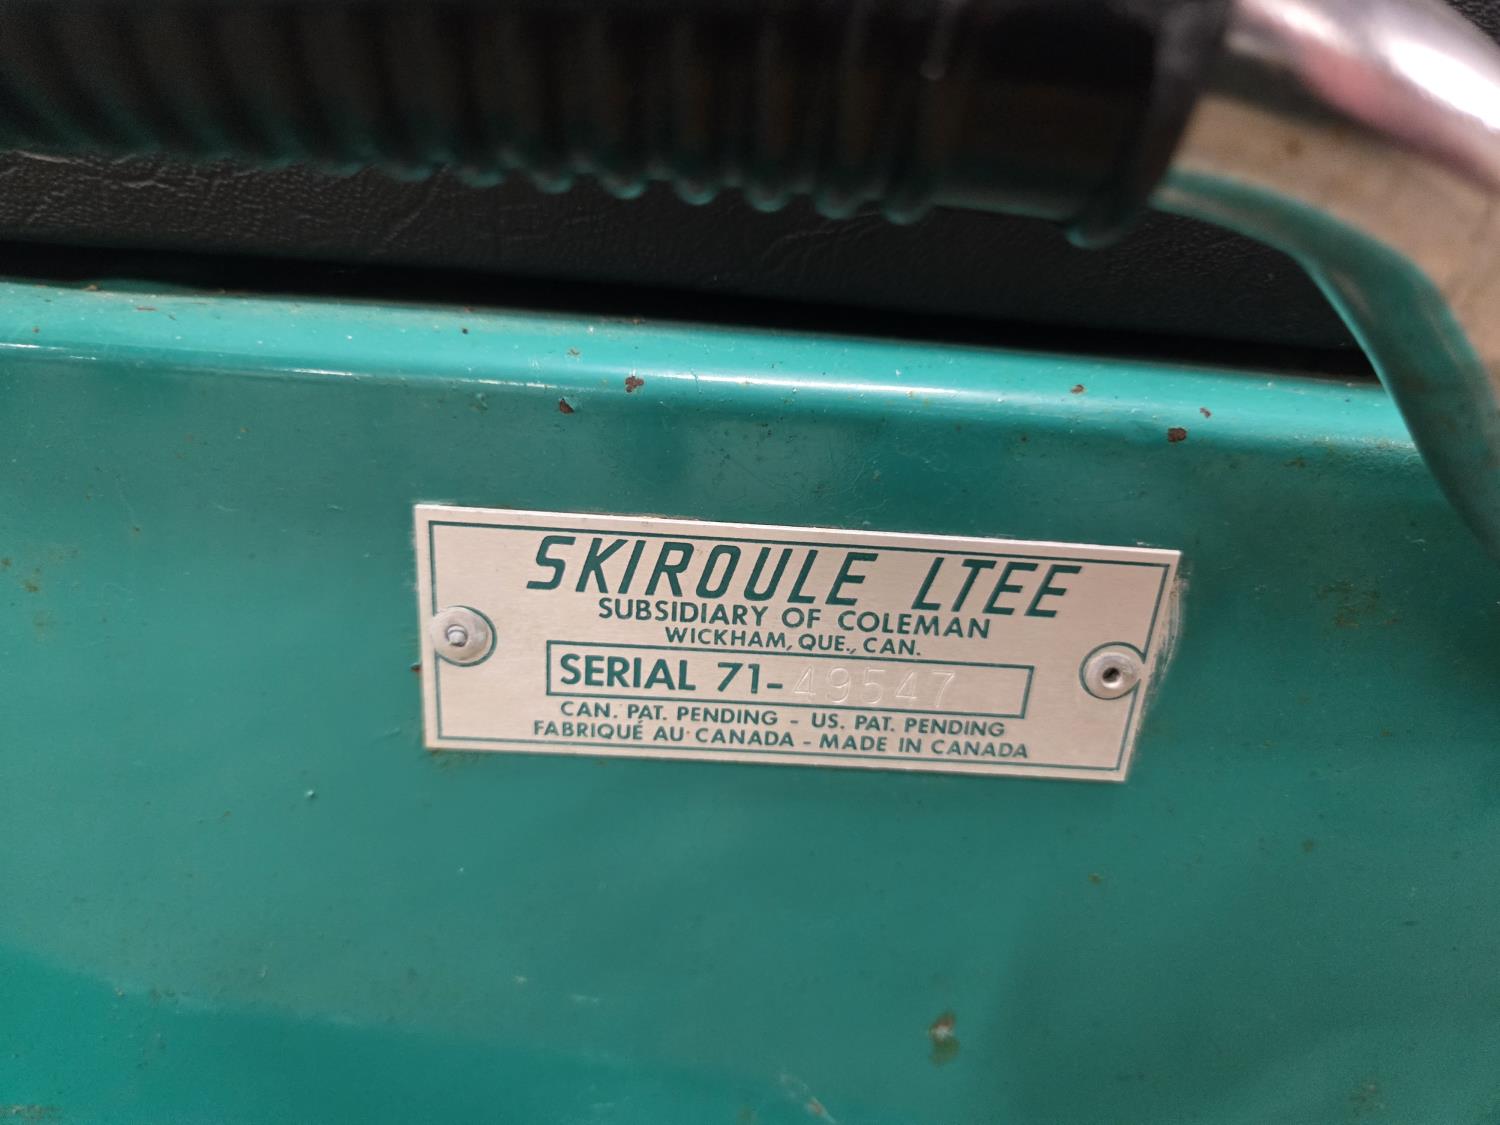 SKIROULE LTEE
SUBSIDIARY OF COLEMAN
WICKHAM, QUE., CAN.
SERIAL 71-49547
CAN. PAT. PENDING - US. PAT. PENDING
FABRIQUÉ AU CANADA - MADE IN CANADA